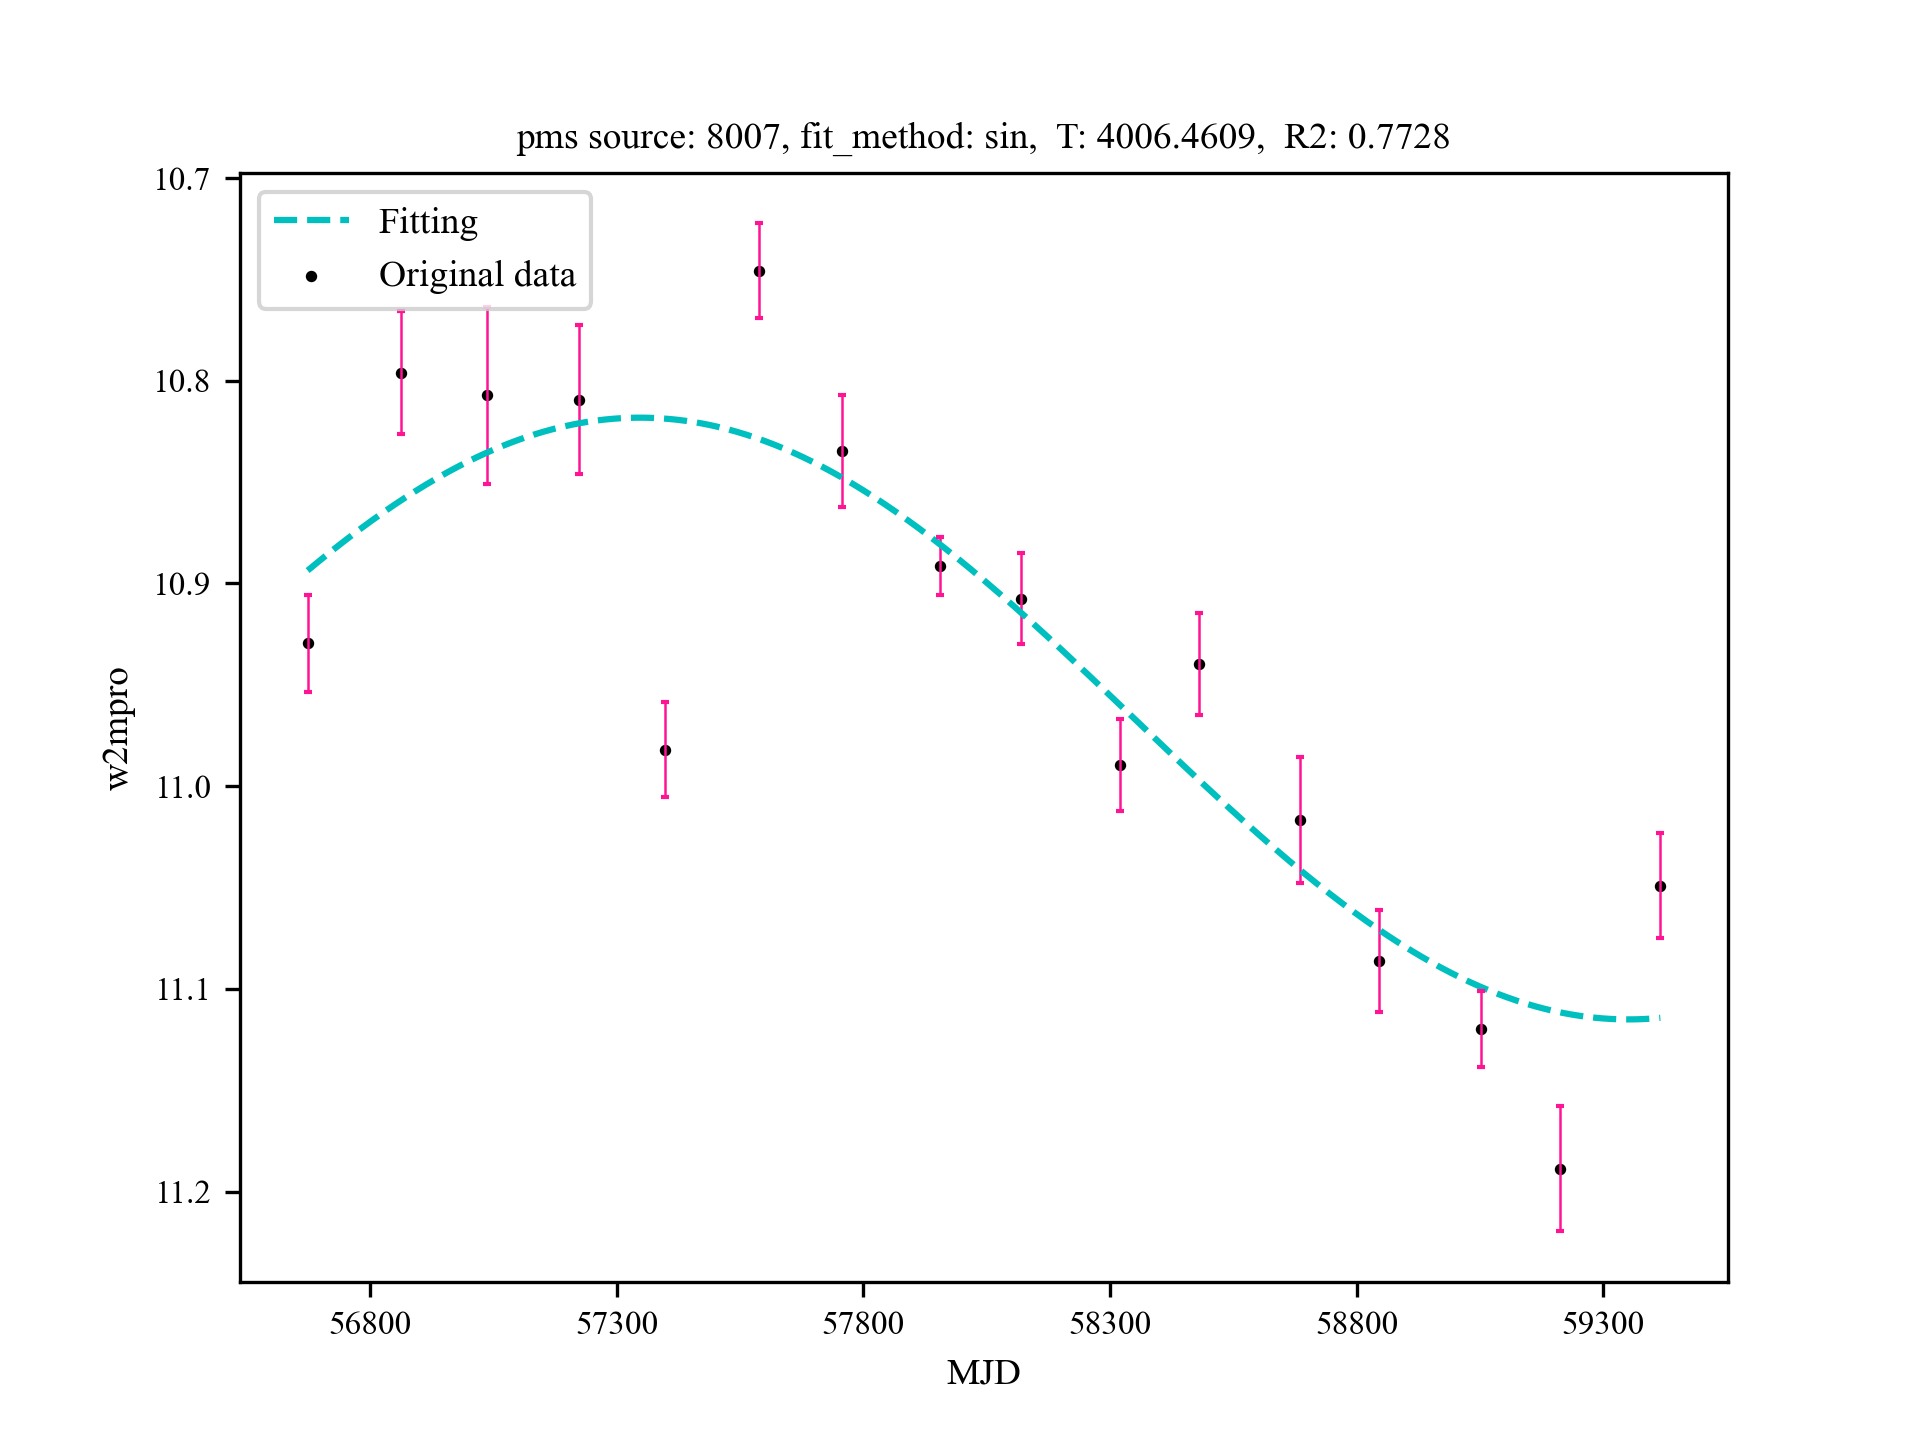 pms source: 8007, fit_method: sin,  T: 4006.4609,  R2: 0.7728
Fitting
Original data
10.7
10.8
10.9
11.0
11.1
11.2
w2mpro
56800
57300
57800
58300
58800
59300
MJD